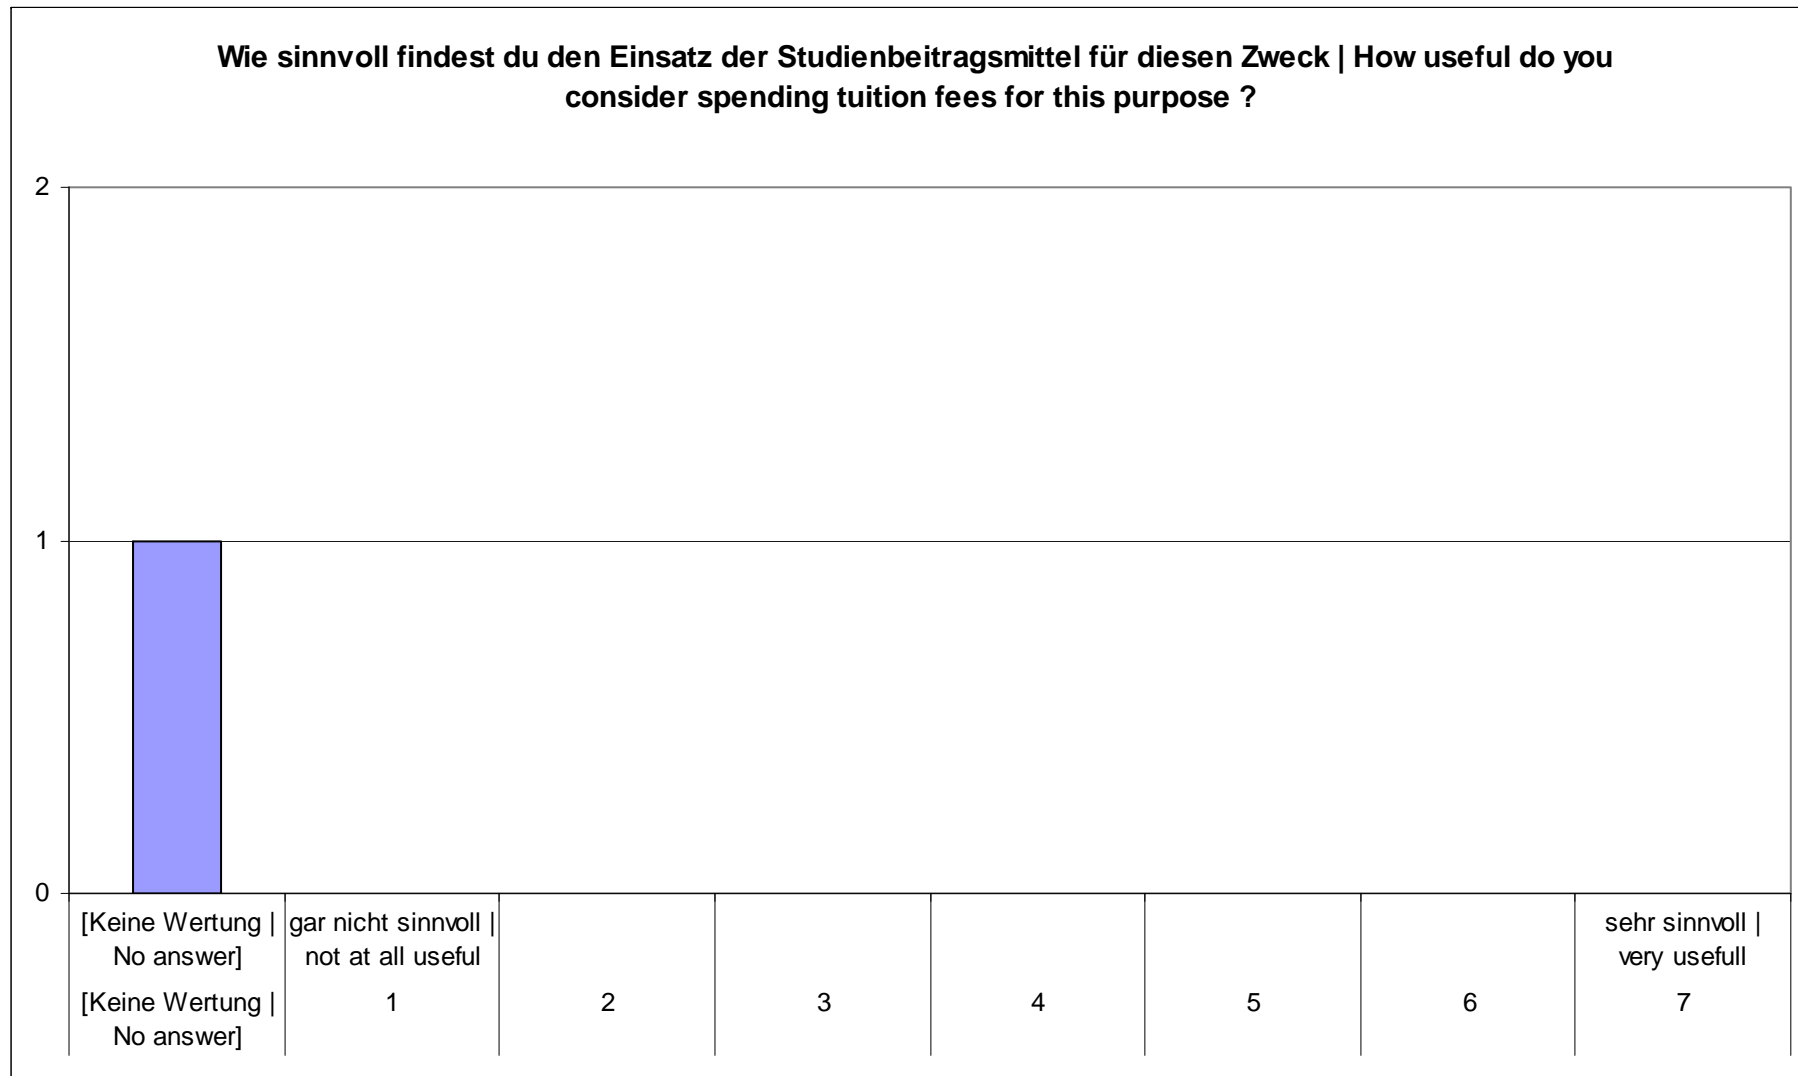 Wie sinnvoll findest du den Einsatz der Studienbeitragsmittel für diesen Zweck | How useful do you
consider spending tuition fees for this purpose ?
2
1
0
[Keine Wertung | gar nicht sinnvoll | sehr sinnvoll |
No answer] not at all useful very usefull
[Keine Wertung | 1 2 3 4 5 6 7
No answer]